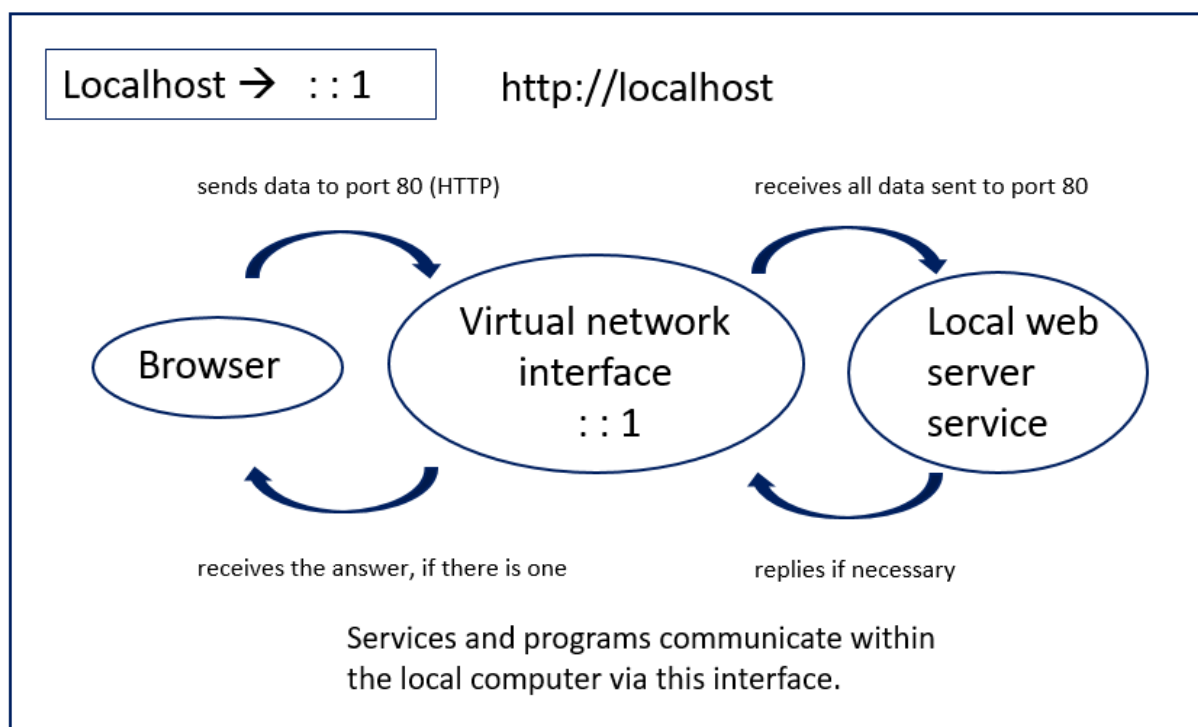 Localhost → : : 1
http://localhost
sends data to port 80 (HTTP)
receives all data sent to port 80
Browser
Virtual network
interface
: : 1
Local web
server
service
receives the answer, if there is one
replies if necessary
Services and programs communicate within
the local computer via this interface.